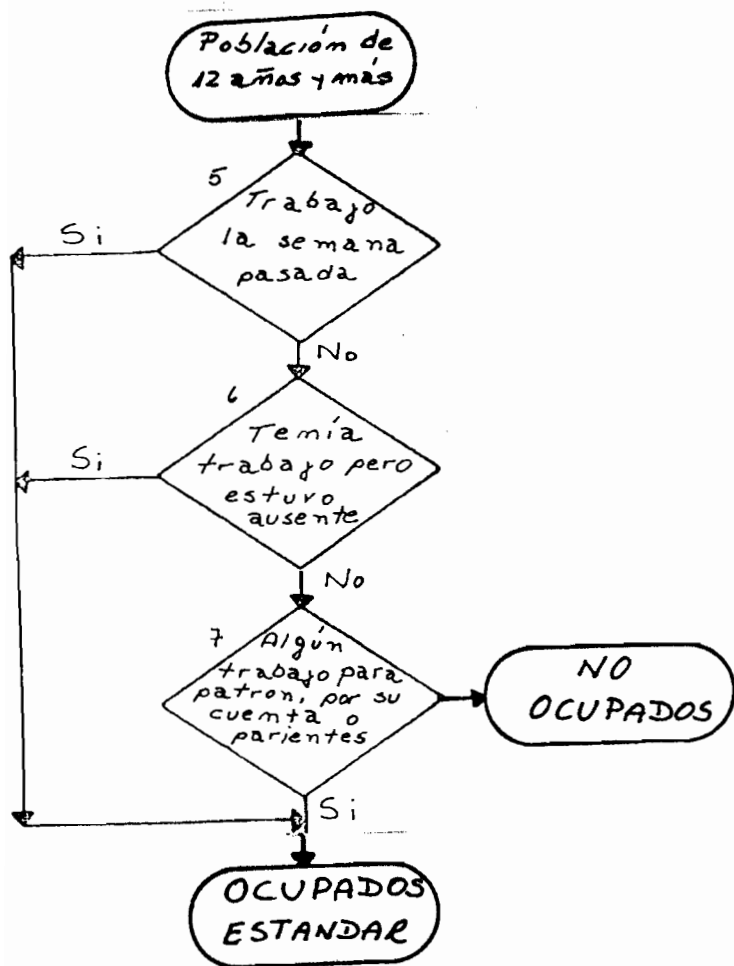 Población de
12 años y más
5
Trabajo
la semana
pasada
Si
No
6
Temía
trabajo pero
estuvo
ausente
Si
No
7 Algún
trabajo para
patron, por su
cuenta o
parientes
NO
OCUPADOS
Si
OCUPADOS
ESTANDAR